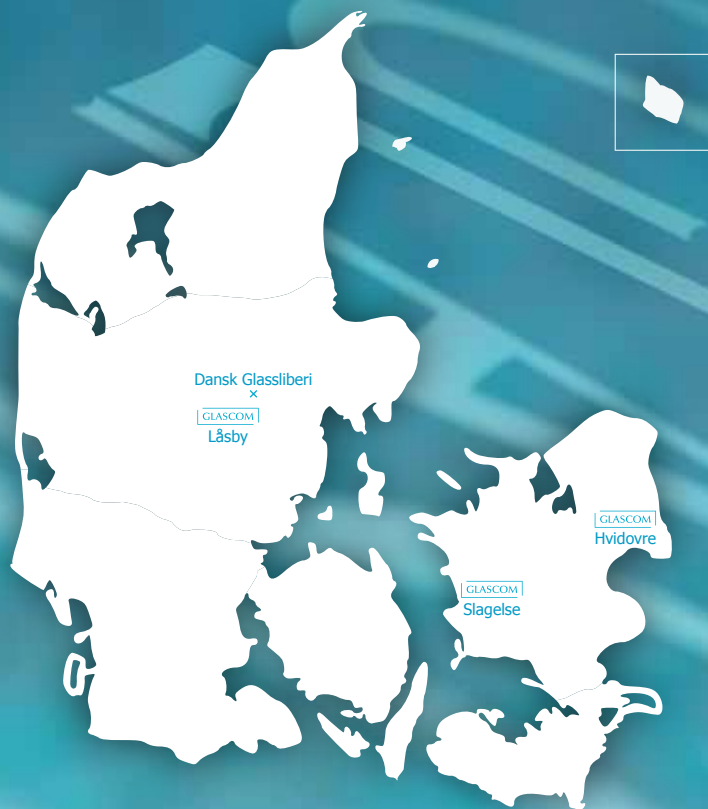 Dansk Glassliberi
×
GLASCOM
Låsby
GLASCOM
Hvidovre
GLASCOM
Slagelse